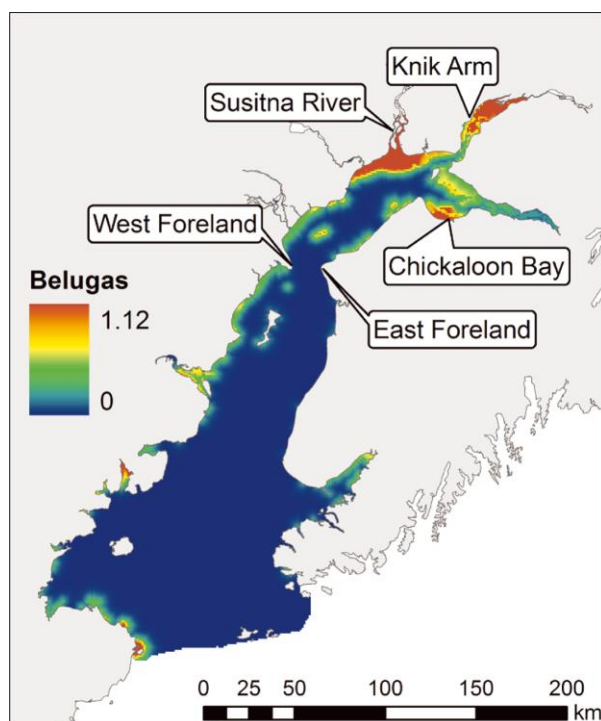 Knik Arm
Susitna River
West Foreland
Chickaloon Bay
East Foreland
Belugas
1.12
0
0 25 50 100 150 200
km